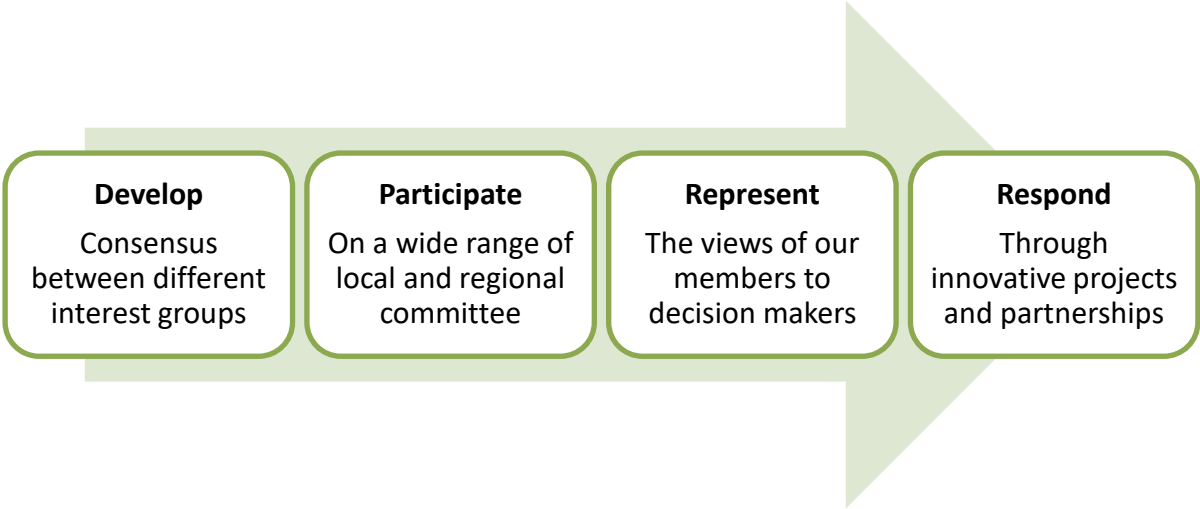 Develop
Consensus
between different
interest groups
Participate
On a wide range of
local and regional
committee
Represent
The views of our
members to
decision makers
Respond
Through
innovative projects
and partnerships